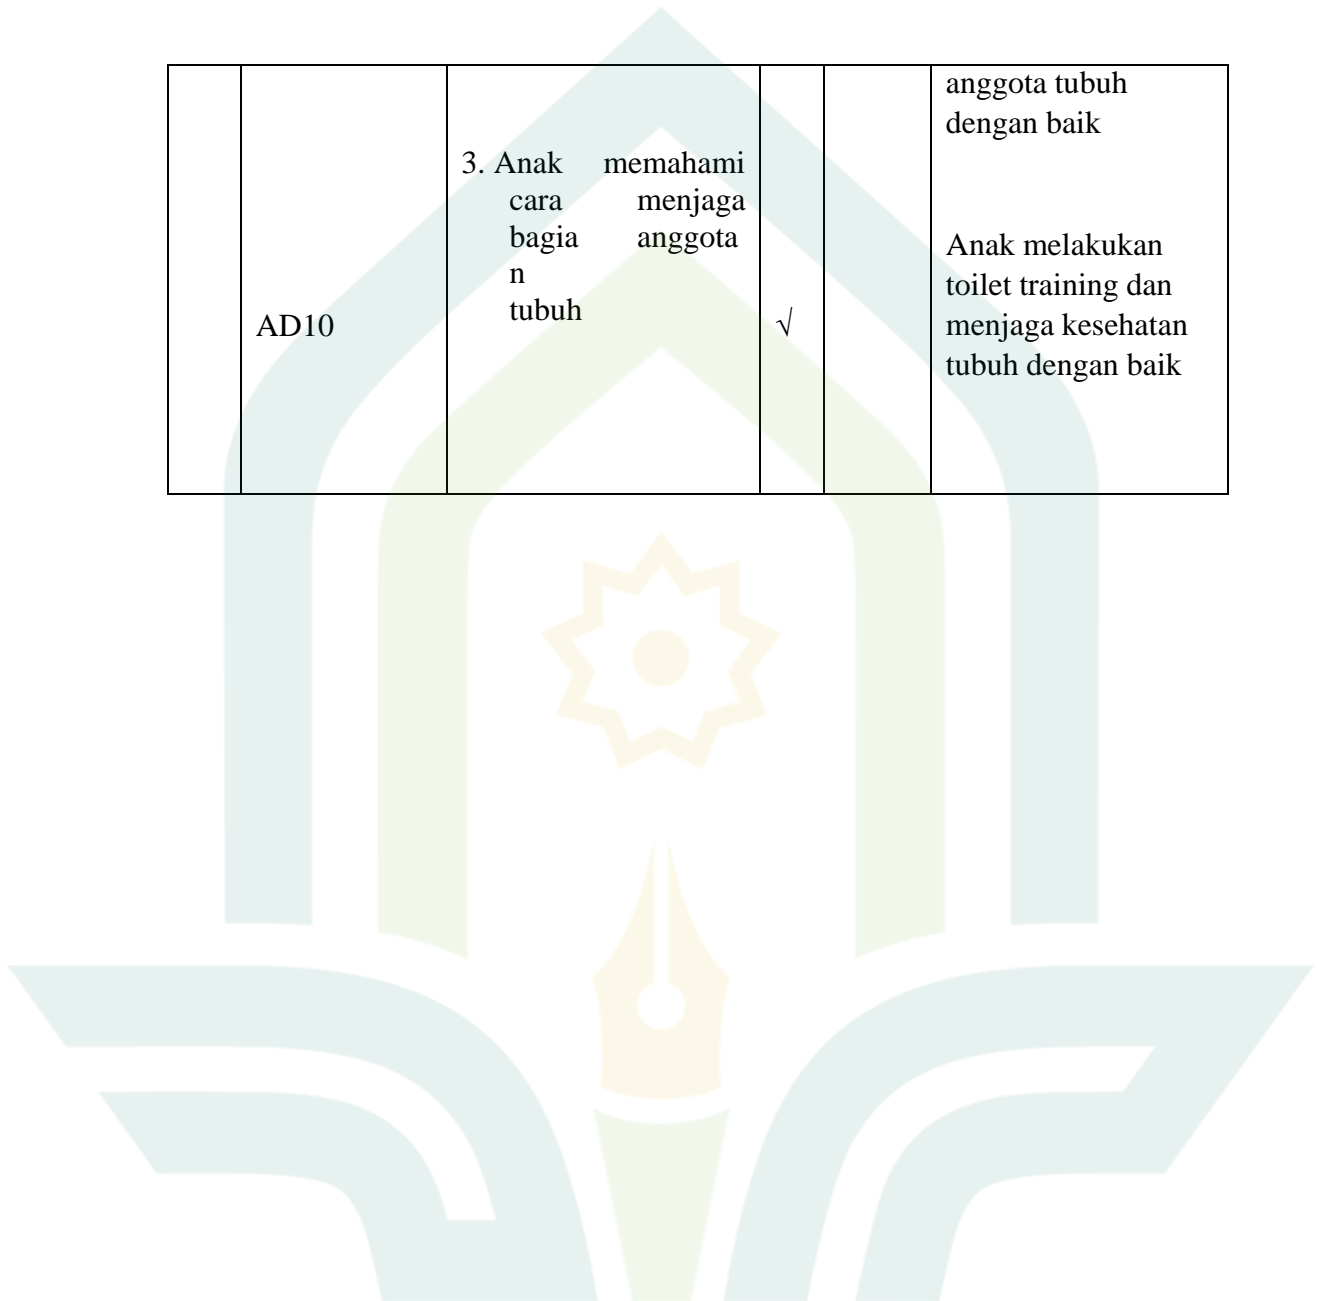 AD10
3. Anak memahami
cara menjaga
bagia anggota
n
tubuh
√
anggota tubuh
dengan baik
Anak melakukan
toilet training dan
menjaga kesehatan
tubuh dengan baik